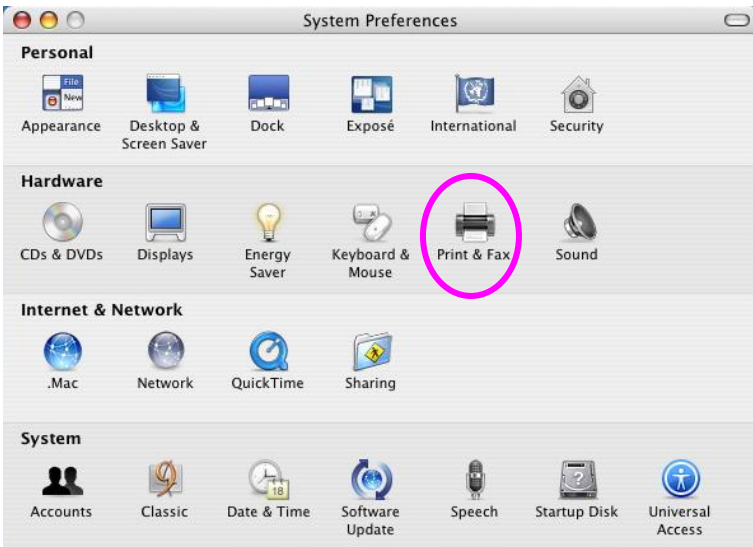 System Preferences
Personal
File
New
Appearance
Desktop &
Screen Saver
Dock
Exposé
International
Security
Hardware
CDs & DVDs
Displays
Energy
Saver
Keyboard &
Mouse
Print & Fax
Sound
Internet & Network
.Mac
Network
QuickTime
Sharing
System
18
?
Accounts
Classic
Date & Time
Software
Update
Speech
Startup Disk
Universal
Access